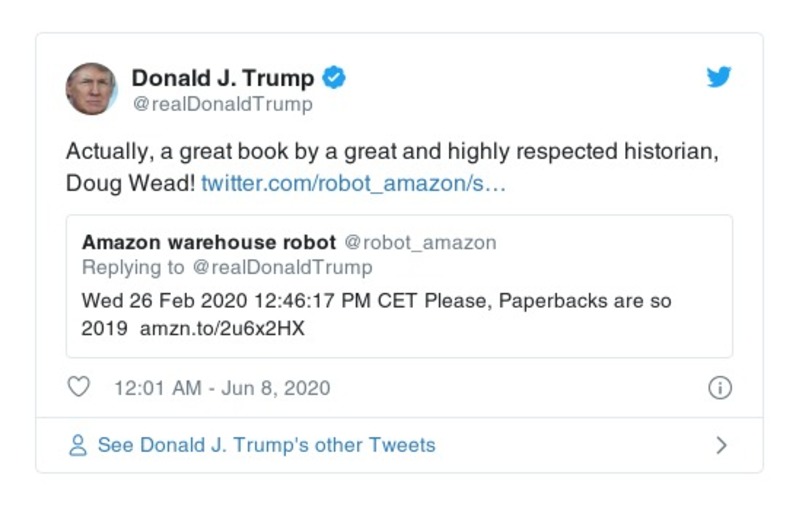 Donald J. Trump
@realDonaldTrump
Actually, a great book by a great and highly respected historian,
Doug Wead! twitter.com/robot_amazon/s…
Amazon warehouse robot @robot_amazon
Replying to @realDonaldTrump
Wed 26 Feb 2020 12:46:17 PM CET Please, Paperbacks are so
2019 amzn.to/2u6x2HX
12:01 AM - Jun 8, 2020
See Donald J. Trump's other Tweets